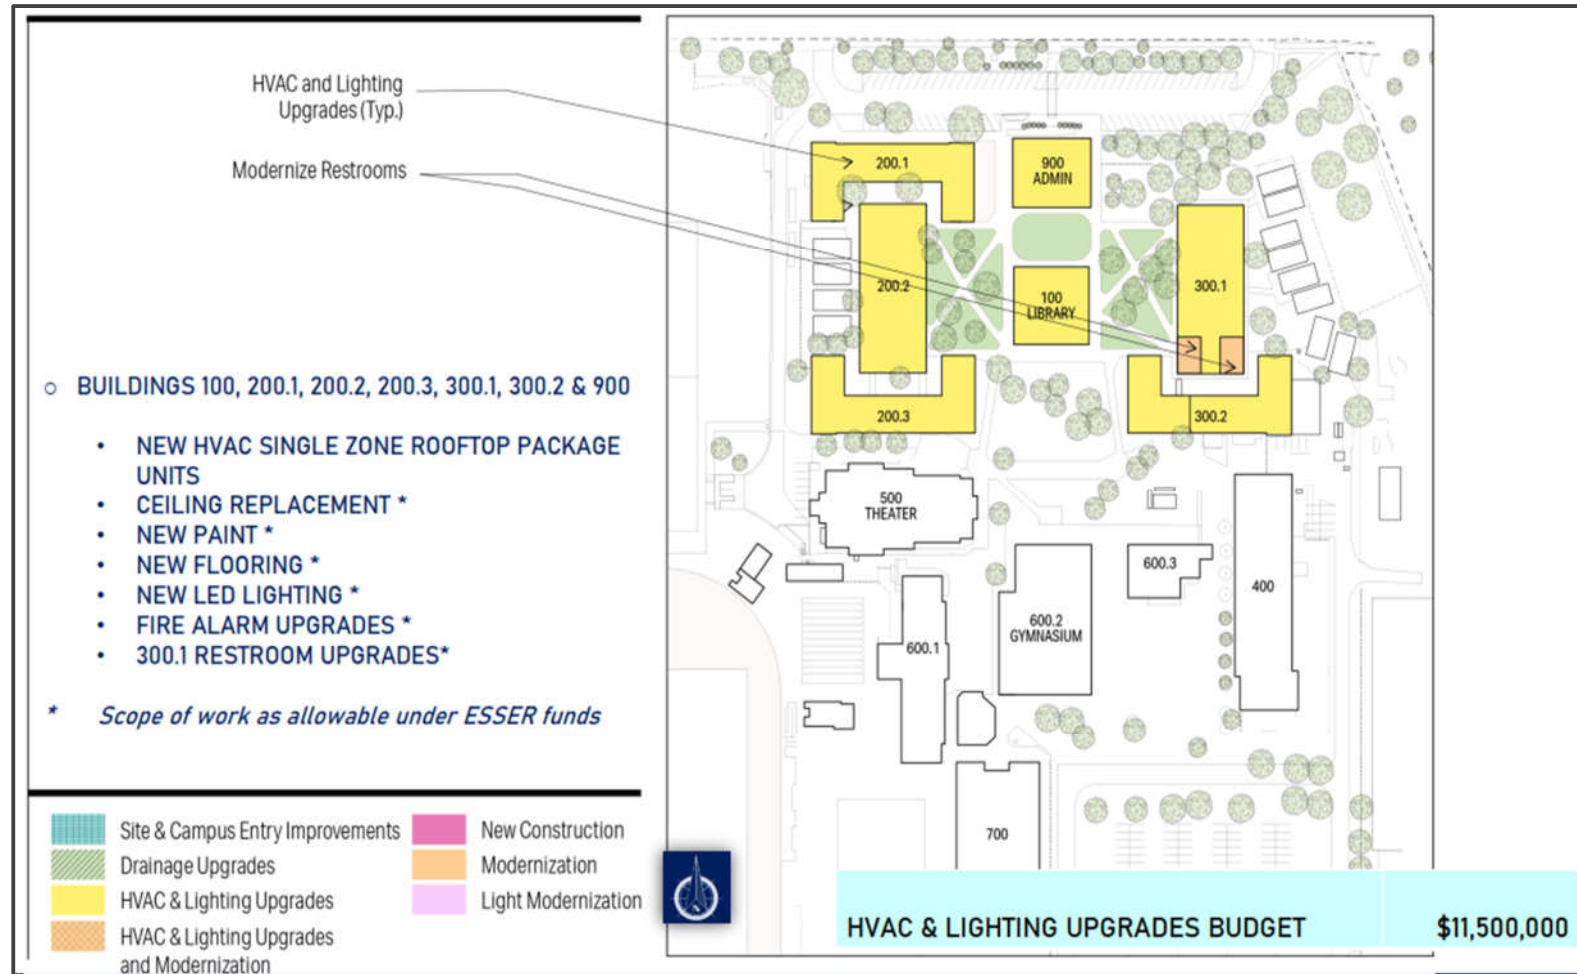 HVAC and Lighting
Upgrades (Typ.)
Modernize Restrooms
○ BUILDINGS 100, 200.1, 200.2, 200.3, 300.1, 300.2 & 900
• NEW HVAC SINGLE ZONE ROOFTOP PACKAGE
UNITS
• CEILING REPLACEMENT *
• NEW PAINT *
• NEW FLOORING *
• NEW LED LIGHTING *
• FIRE ALARM UPGRADES *
• 300.1 RESTROOM UPGRADES*
* Scope of work as allowable under ESSER funds
Site & Campus Entry Improvements
Drainage Upgrades
HVAC & Lighting Upgrades
HVAC & Lighting Upgrades
and Modernization
New Construction
Modernization
Light Modernization
200.1
900
ADMIN
200.2
100
LIBRARY
300.1
200.3
300.2
500
THEATER
600.3
400
600.1
600.2
GYMNASIUM
700
HVAC & LIGHTING UPGRADES BUDGET $11,500,000